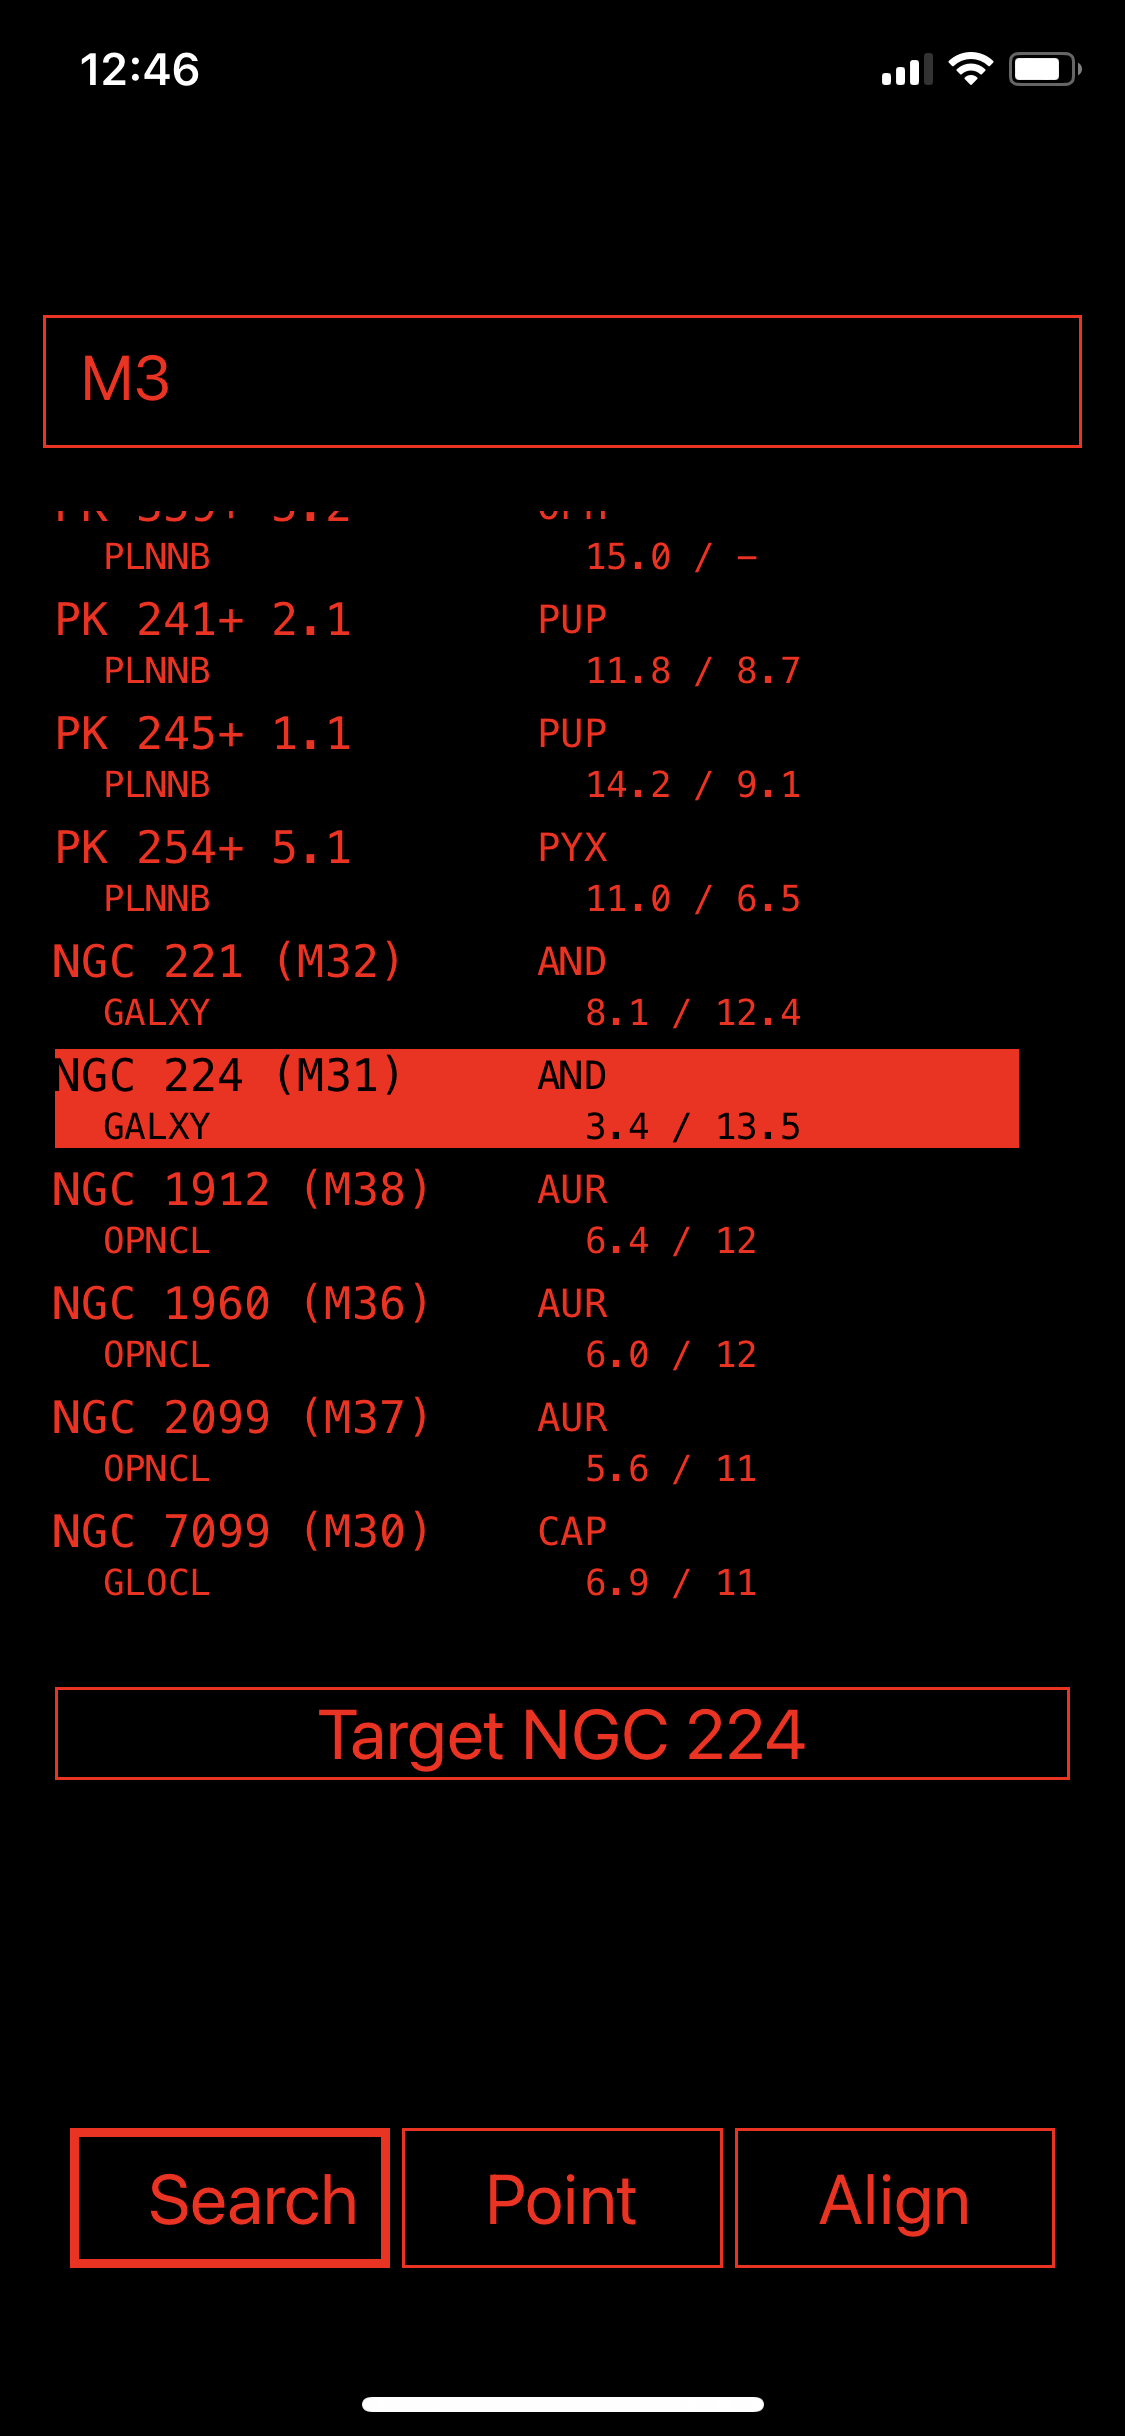 12:46
M3
PLNNB 15.0 / −
PK 241+ 2.1 PUP
PLNNB 11.8 / 8.7
PK 245+ 1.1 PUP
PLNNB 14.2 / 9.1
PK 254+ 5.1 PYX
PLNNB 11.0 / 6.5
NGC 221 (M32) AND
GALXY 8.1 / 12.4
NGC 224 (M31) AND
GALXY 3.4 / 13.5
NGC 1912 (M38) AUR
OPNCL 6.4 / 12
NGC 1960 (M36) AUR
OPNCL 6.0 / 12
NGC 2099 (M37) AUR
OPNCL 5.6 / 11
NGC 7099 (M30) CAP
GLOCL 6.9 / 11
Target NGC 224
Search Point Align